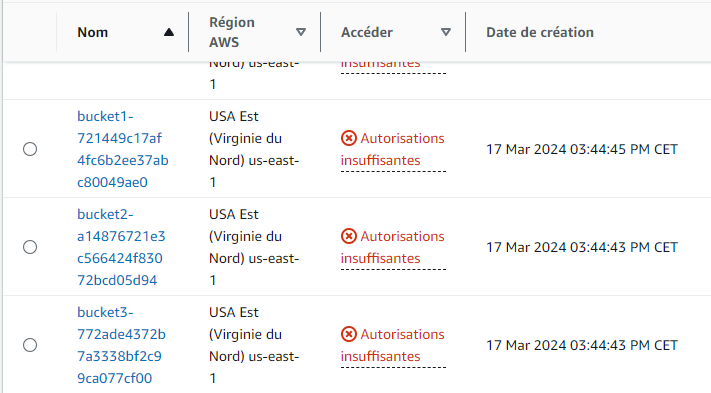 Nom
Région
AWS
Accéder
Date de création
Nord) us-east-
1
insuffisantes
bucket1-
721449c17af
4fc6b2ee37ab
c80049ae0
USA Est
(Virginie du
Nord) us-east-
1
Autorisations
insuffisantes
17 Mar 2024 03:44:45 PM CET
bucket2-
a14876721e3
c566424f830
72bcd05d94
USA Est
(Virginie du
Nord) us-east-
1
Autorisations
insuffisantes
17 Mar 2024 03:44:43 PM CET
bucket3-
772ade4372b
7a3338bf2c9
9ca077cf00
USA Est
(Virginie du
Nord) us-east-
1
Autorisations
insuffisantes
17 Mar 2024 03:44:43 PM CET